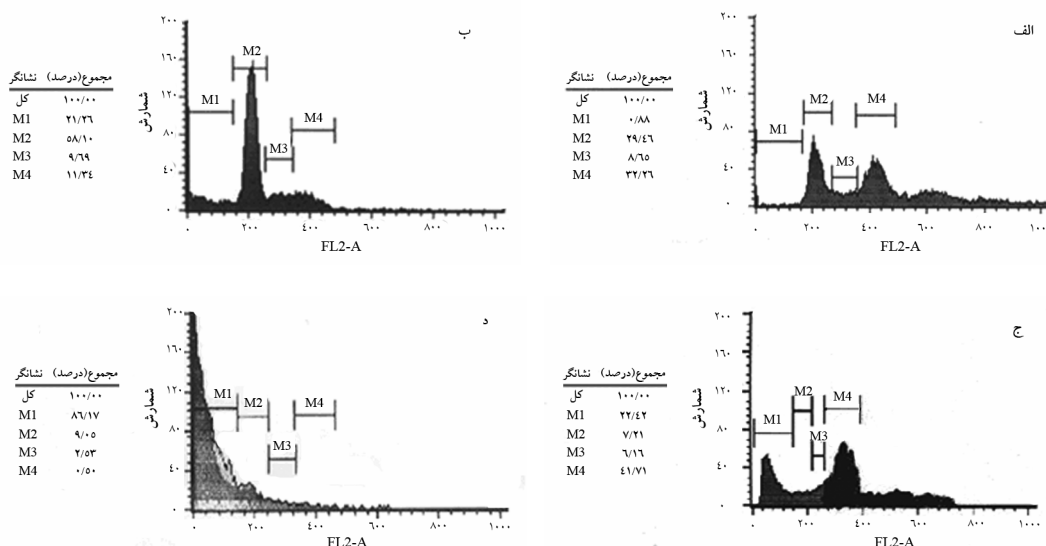 الف
نشانگر مجموع(درصد)
کل ۱۰۰/۰۰
M1 ۰/۸۸
M2 ۲۹/۴۶
M3 ۸/۶۵
M4 ۳۲/۲۶
شمارش
۲۰۰
۱۶۰
۱۲۰
۸۰
۴۰
۰
M1
M2
M3
M4
۰ ۲۰۰ ۴۰۰ ۶۰۰ ۸۰۰ ۱۰۰۰
FL2-A
ب
نشانگر مجموع(درصد)
کل ۱۰۰/۰۰
M1 ۲۱/۲۶
M2 ۵۸/۱۰
M3 ۹/۶۹
M4 ۱۱/۳۴
شمارش
۲۰۰
۱۶۰
۱۲۰
۸۰
۴۰
۰
M1
M2
M3
M4
۰ ۲۰۰ ۴۰۰ ۶۰۰ ۸۰۰ ۱۰۰۰
FL2-A
ج
نشانگر مجموع(درصد)
کل ۱۰۰/۰۰
M1 ۲۲/۴۲
M2 ۷/۲۱
M3 ۶/۱۶
M4 ۴۱/۷۱
شمارش
۲۰۰
۱۶۰
۱۲۰
۸۰
۴۰
۰
M1
M2
M3
M4
۰ ۲۰۰ ۴۰۰ ۶۰۰ ۸۰۰ ۱۰۰۰
FL2-A
د
نشانگر مجموع(درصد)
کل ۱۰۰/۰۰
M1 ۸۶/۱۷
M2 ۹/۰۵
M3 ۲/۵۳
M4 ۰/۵۰
شمارش
۲۰۰
۱۶۰
۱۲۰
۸۰
۴۰
M1
M2
M3
M4
۰ ۲۰۰ ۴۰۰ ۶۰۰ ۸۰۰ ۱۰۰۰
FL2-A